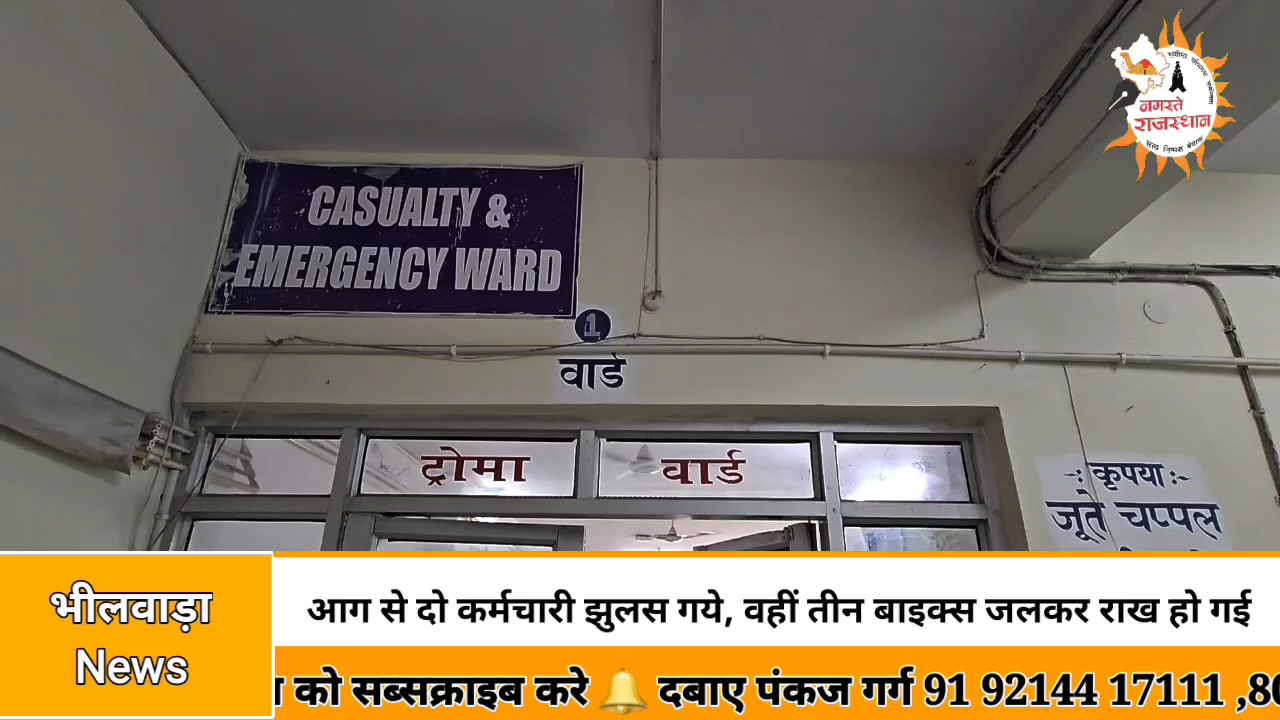 नमस्ते
राजस्थान
CASUALTY &
EMERGENCY WARD
1
वार्ड
ट्रोमा वार्ड
-: कृपया :-
जूते चप्पल
भीलवाड़ा
News
आग से दो कर्मचारी झुलस गये, वहीं तीन बाइक्स जलकर राख हो गई
को सब्सक्राइब करे 🔔 दबाए पंकज गर्ग 91 92144 17111 ,80